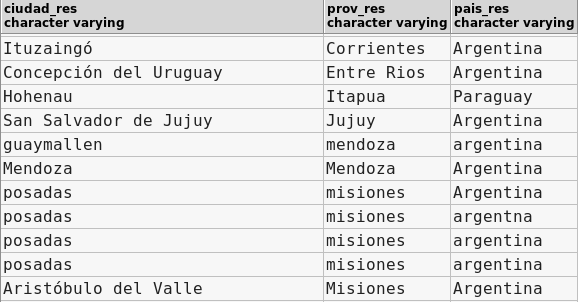 ciudad_res prov_res pais_res
character varying character varying character varying
Ituzaingó Corrientes Argentina
Concepción del Uruguay Entre Rios Argentina
Hohenau Itapua Paraguay
San Salvador de Jujuy Jujuy Argentina
guaymallen mendoza argentina
Mendoza Mendoza Argentina
posadas misiones Argentina
posadas misiones argentna
posadas misiones argentina
posadas misiones argentina
Aristóbulo del Valle Misiones Argentina